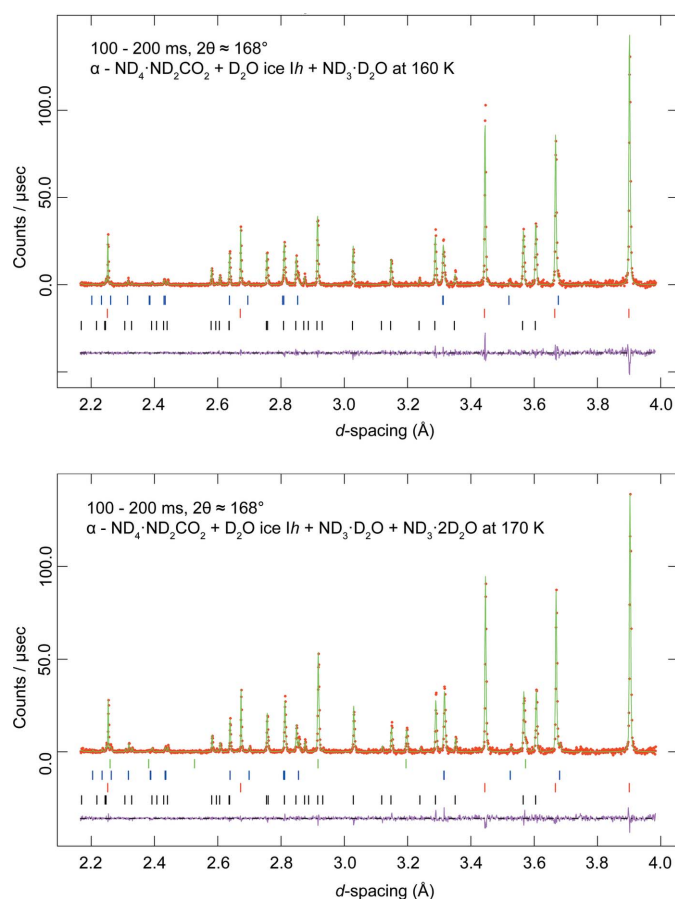 100 - 200 ms, 2θ ≈ 168°
α - ND₄·ND₂CO₂ + D₂O ice Ih + ND₃·D₂O at 160 K
Counts / μsec
100.0
50.0
0.0
2.2 2.4 2.6 2.8 3.0 3.2 3.4 3.6 3.8 4.0
d-spacing (Å)
100 - 200 ms, 2θ ≈ 168°
α - ND₄·ND₂CO₂ + D₂O ice Ih + ND₃·D₂O + ND₃·2D₂O at 170 K
Counts / μsec
100.0
50.0
0.0
2.2 2.4 2.6 2.8 3.0 3.2 3.4 3.6 3.8 4.0
d-spacing (Å)